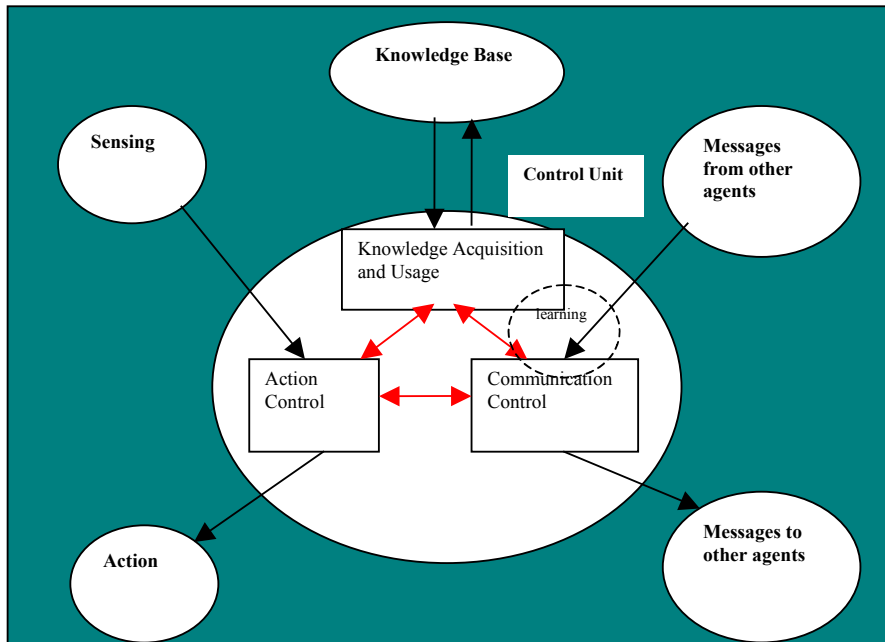 Knowledge Base
Sensing
Messages
from other
agents
Control Unit
Knowledge Acquisition
and Usage
learning
Action
Control
Communication
Control
Action
Messages to
other agents